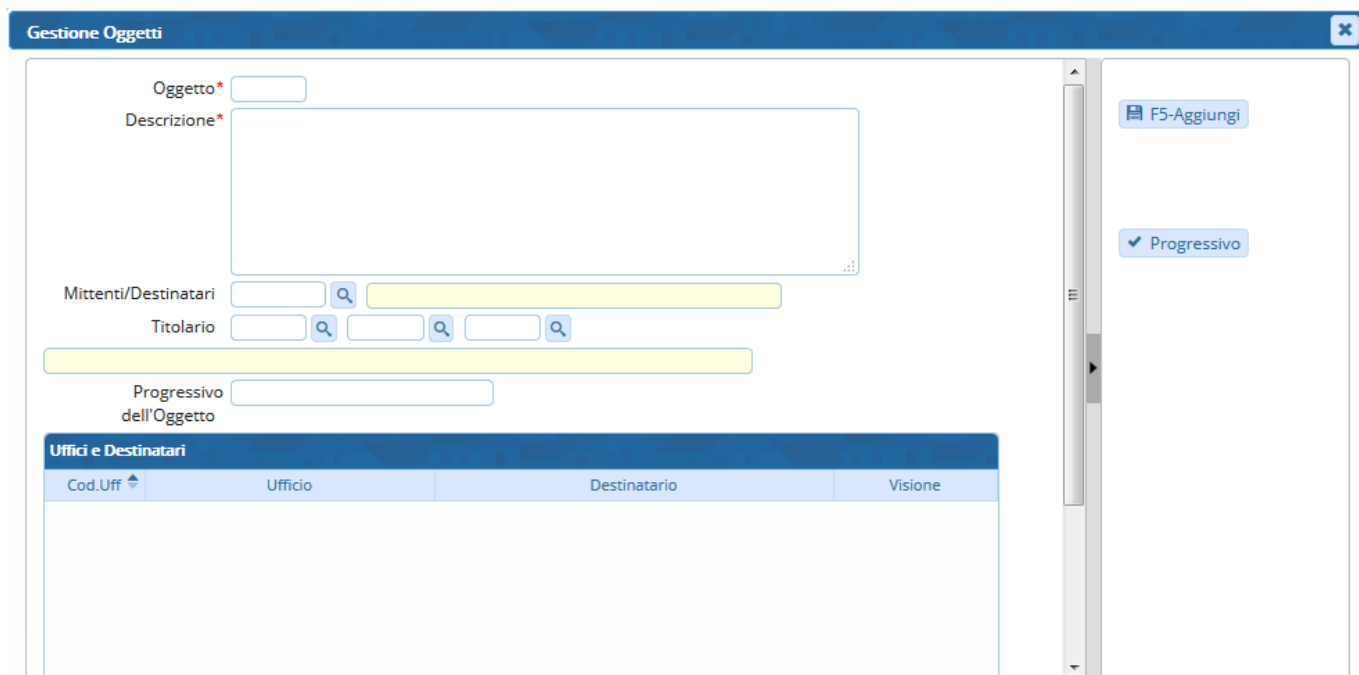 Gestione Oggetti
Oggetto*
Descrizione*
F5-Aggiungi
Progressivo
Mittenti/Destinatari
Titolario
Progressivo
dell'Oggetto
Uffici e Destinatari
Cod.Uff Ufficio Destinatario Visione